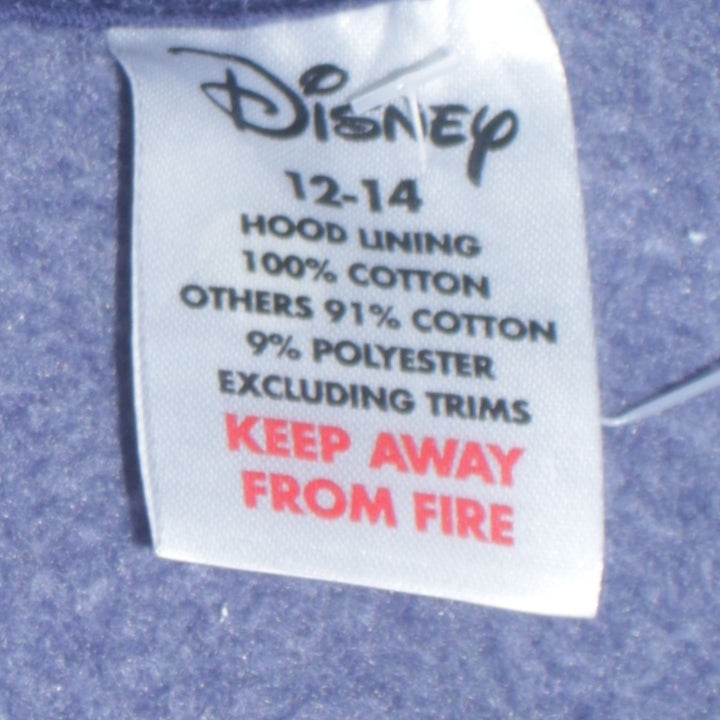 Disney
12-14
HOOD LINING
100% COTTON
OTHERS 91% COTTON
9% POLYESTER
EXCLUDING TRIMS
KEEP AWAY
FROM FIRE